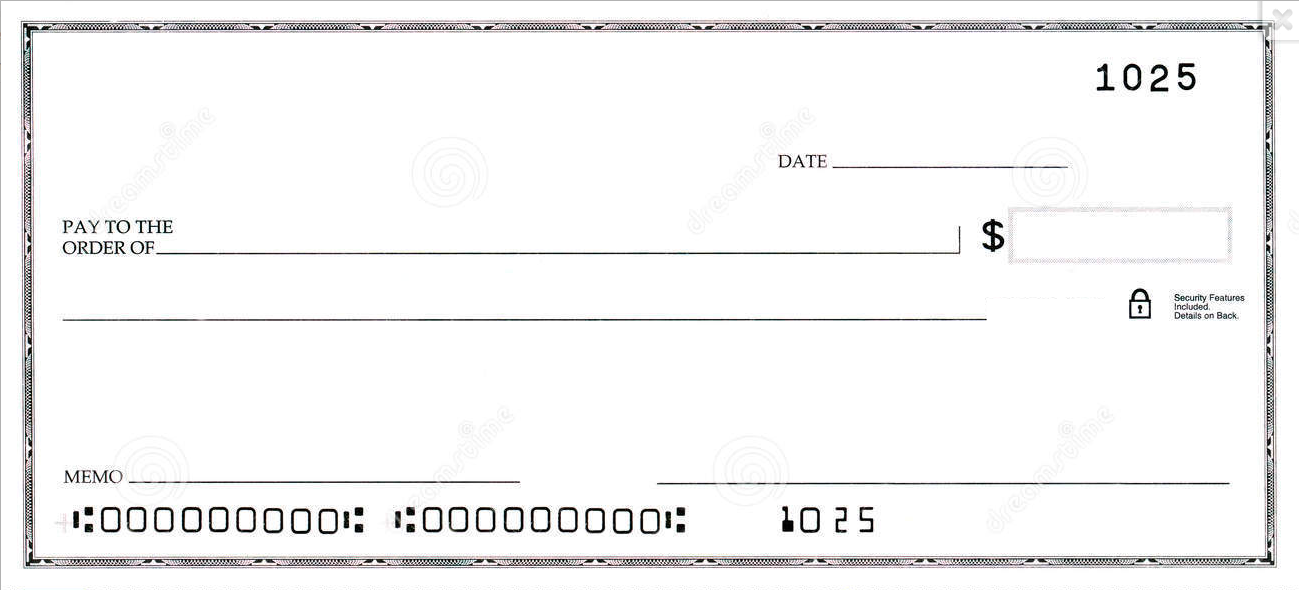 1025
DATE
PAY TO THE
ORDER OF
$
Security Features
Included.
Details on Back.
MEMO
⑆000000000⑆ ⑆000000000⑆ 1025
dreamstime
dreamstime
dreamstime
dreamstime